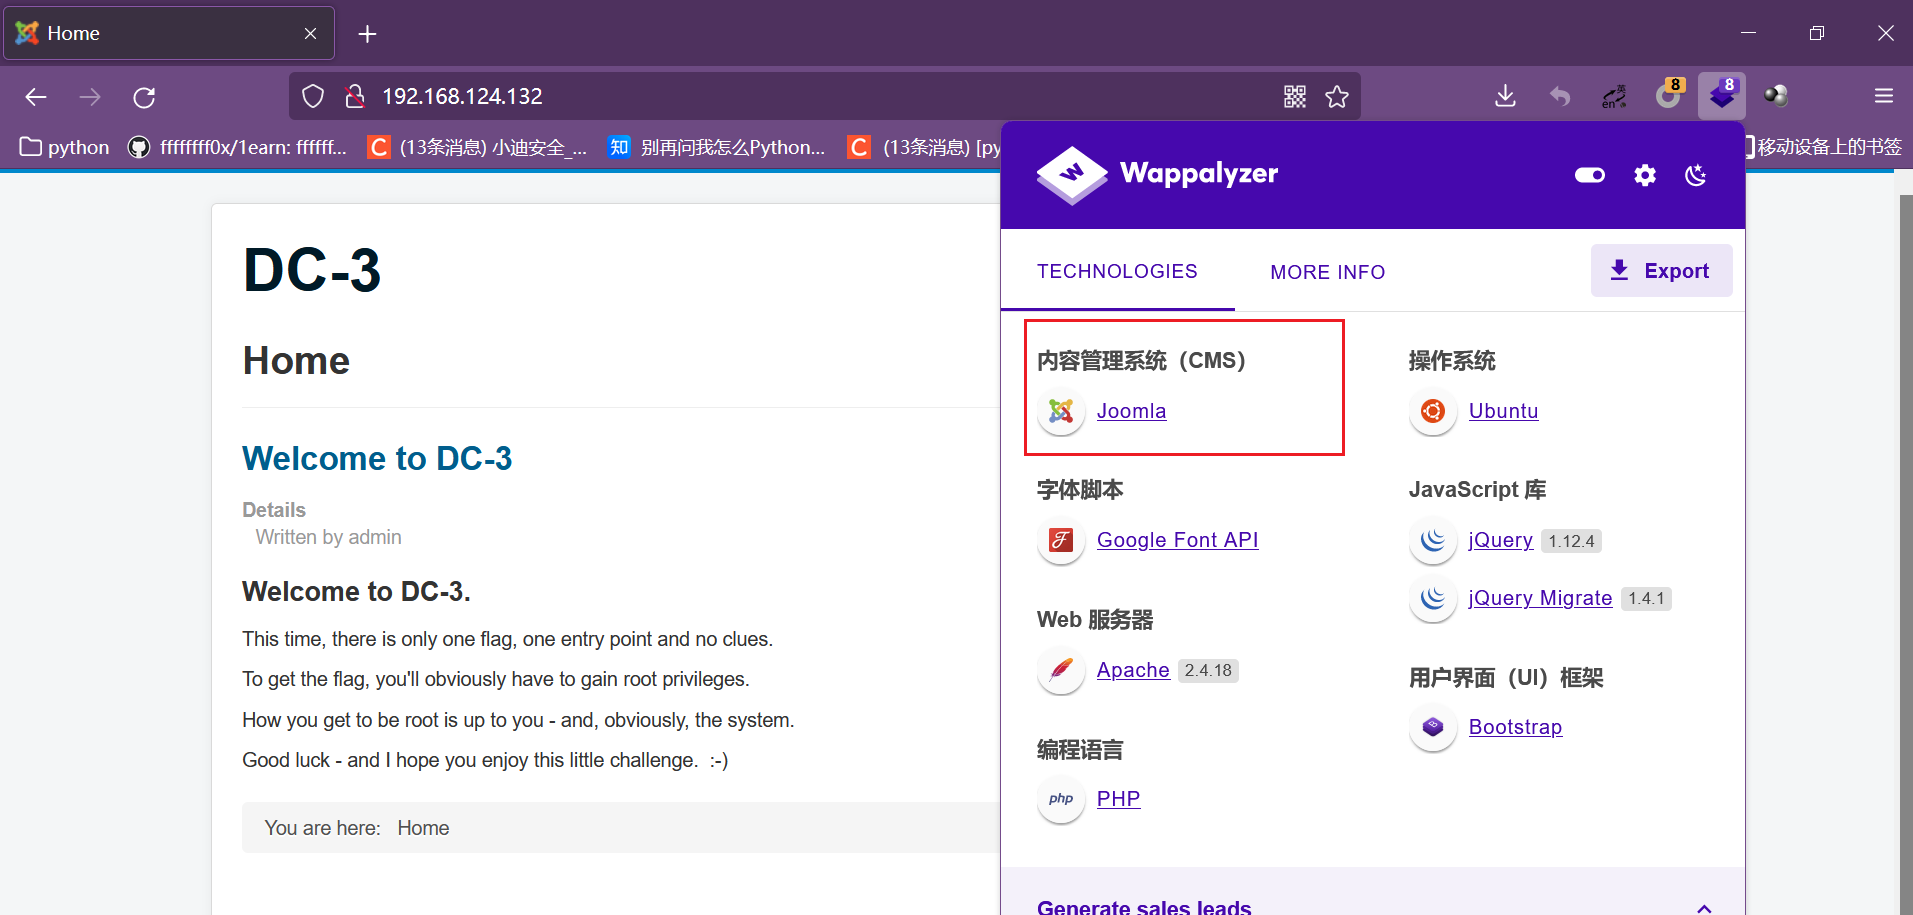 Home
192.168.124.132
8
8
python
ffffffff0x/1earn: ffffff...
(13条消息) 小迪安全_...
知 别再问我怎么Python...
(13条消息) [py
移动设备上的书签
DC-3
Home
Welcome to DC-3
Details
Written by admin
Welcome to DC-3.
This time, there is only one flag, one entry point and no clues.
To get the flag, you'll obviously have to gain root privileges.
How you get to be root is up to you - and, obviously, the system.
Good luck - and I hope you enjoy this little challenge.  :-)
You are here: Home
Wappalyzer
TECHNOLOGIES
MORE INFO
Export
内容管理系统（CMS）
Joomla
字体脚本
Google Font API
Web 服务器
Apache 2.4.18
编程语言
php PHP
操作系统
Ubuntu
JavaScript 库
jQuery 1.12.4
jQuery Migrate 1.4.1
用户界面（UI）框架
Bootstrap
Generate sales leads